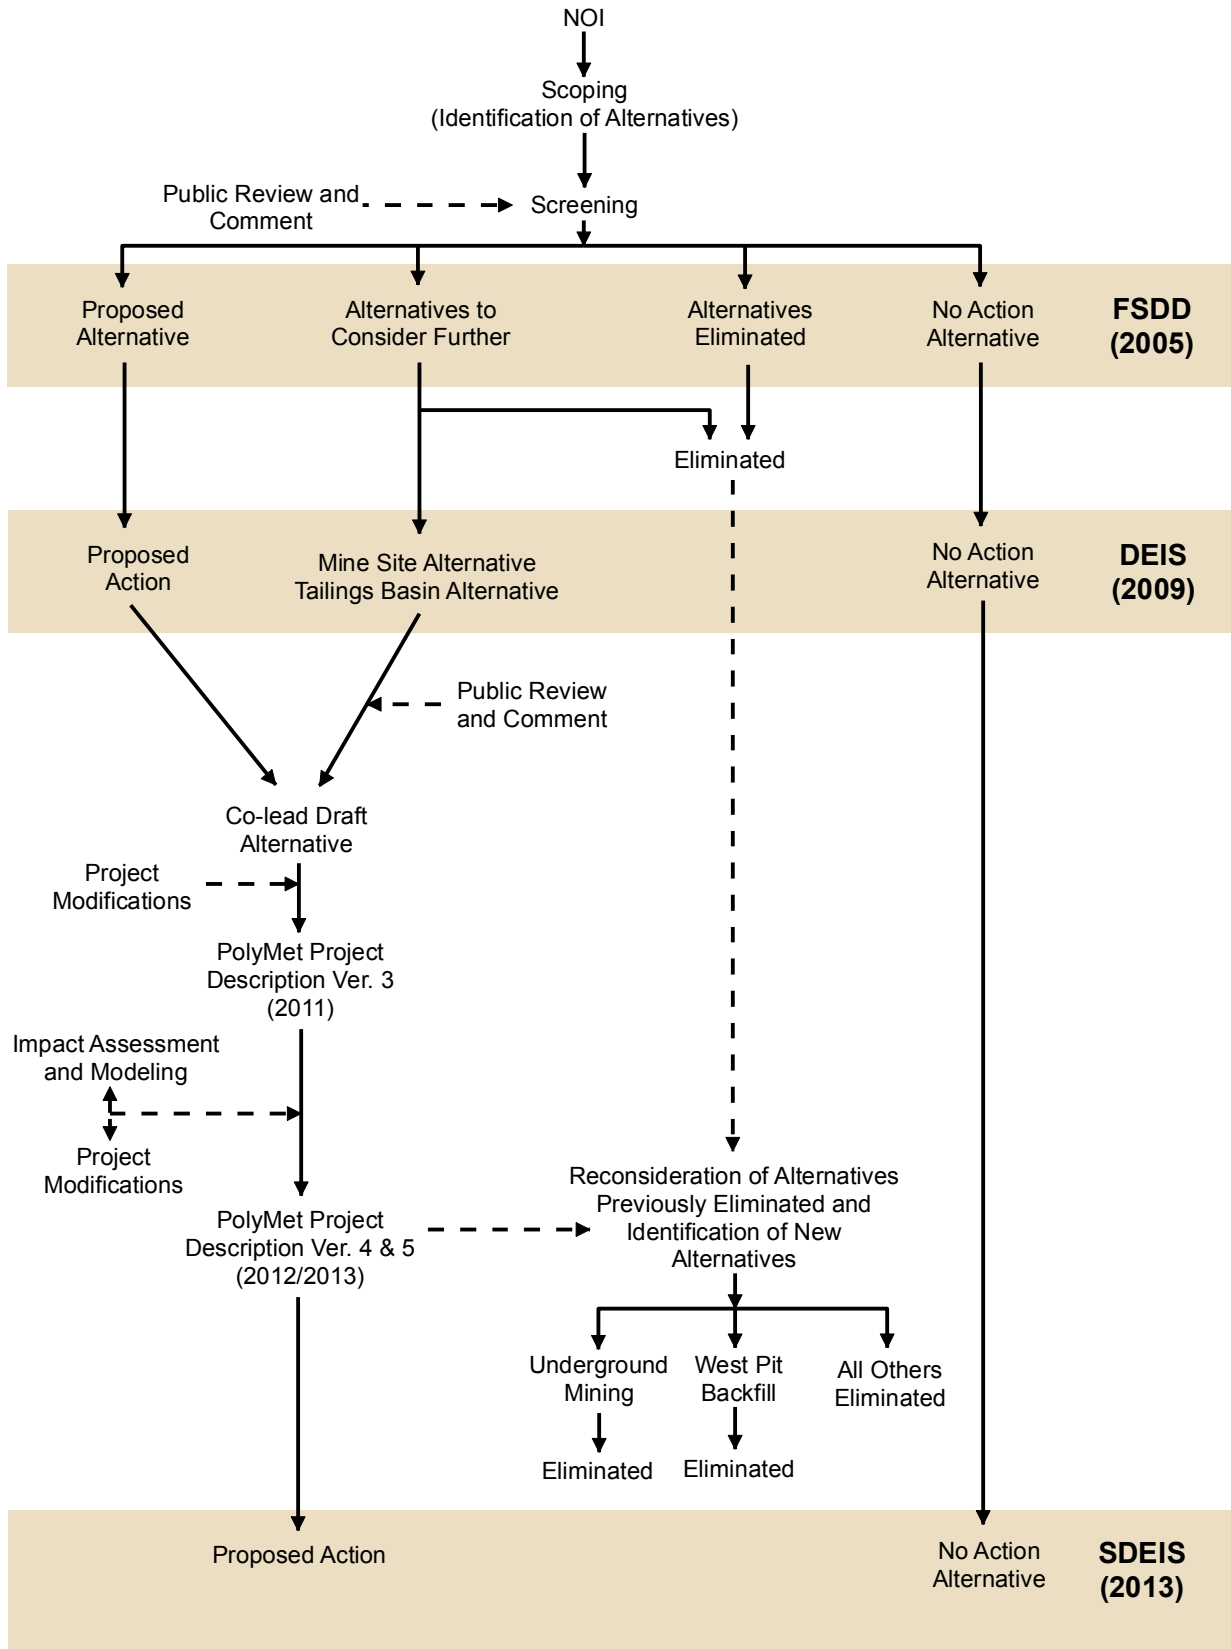 NOI
Scoping
(Identification of Alternatives)
Public Review and
Comment
Screening
Proposed
Alternative
Alternatives to
Consider Further
Alternatives
Eliminated
No Action
Alternative
FSDD
(2005)
Eliminated
Proposed
Action
Mine Site Alternative
Tailings Basin Alternative
No Action
Alternative
DEIS
(2009)
Public Review
and Comment
Co-lead Draft
Alternative
Project
Modifications
PolyMet Project
Description Ver. 3
(2011)
Impact Assessment
and Modeling
Project
Modifications
PolyMet Project
Description Ver. 4 & 5
(2012/2013)
Reconsideration of Alternatives
Previously Eliminated and
Identification of New
Alternatives
Underground
Mining
West Pit
Backfill
All Others
Eliminated
Eliminated
Eliminated
Proposed Action
No Action
Alternative
SDEIS
(2013)